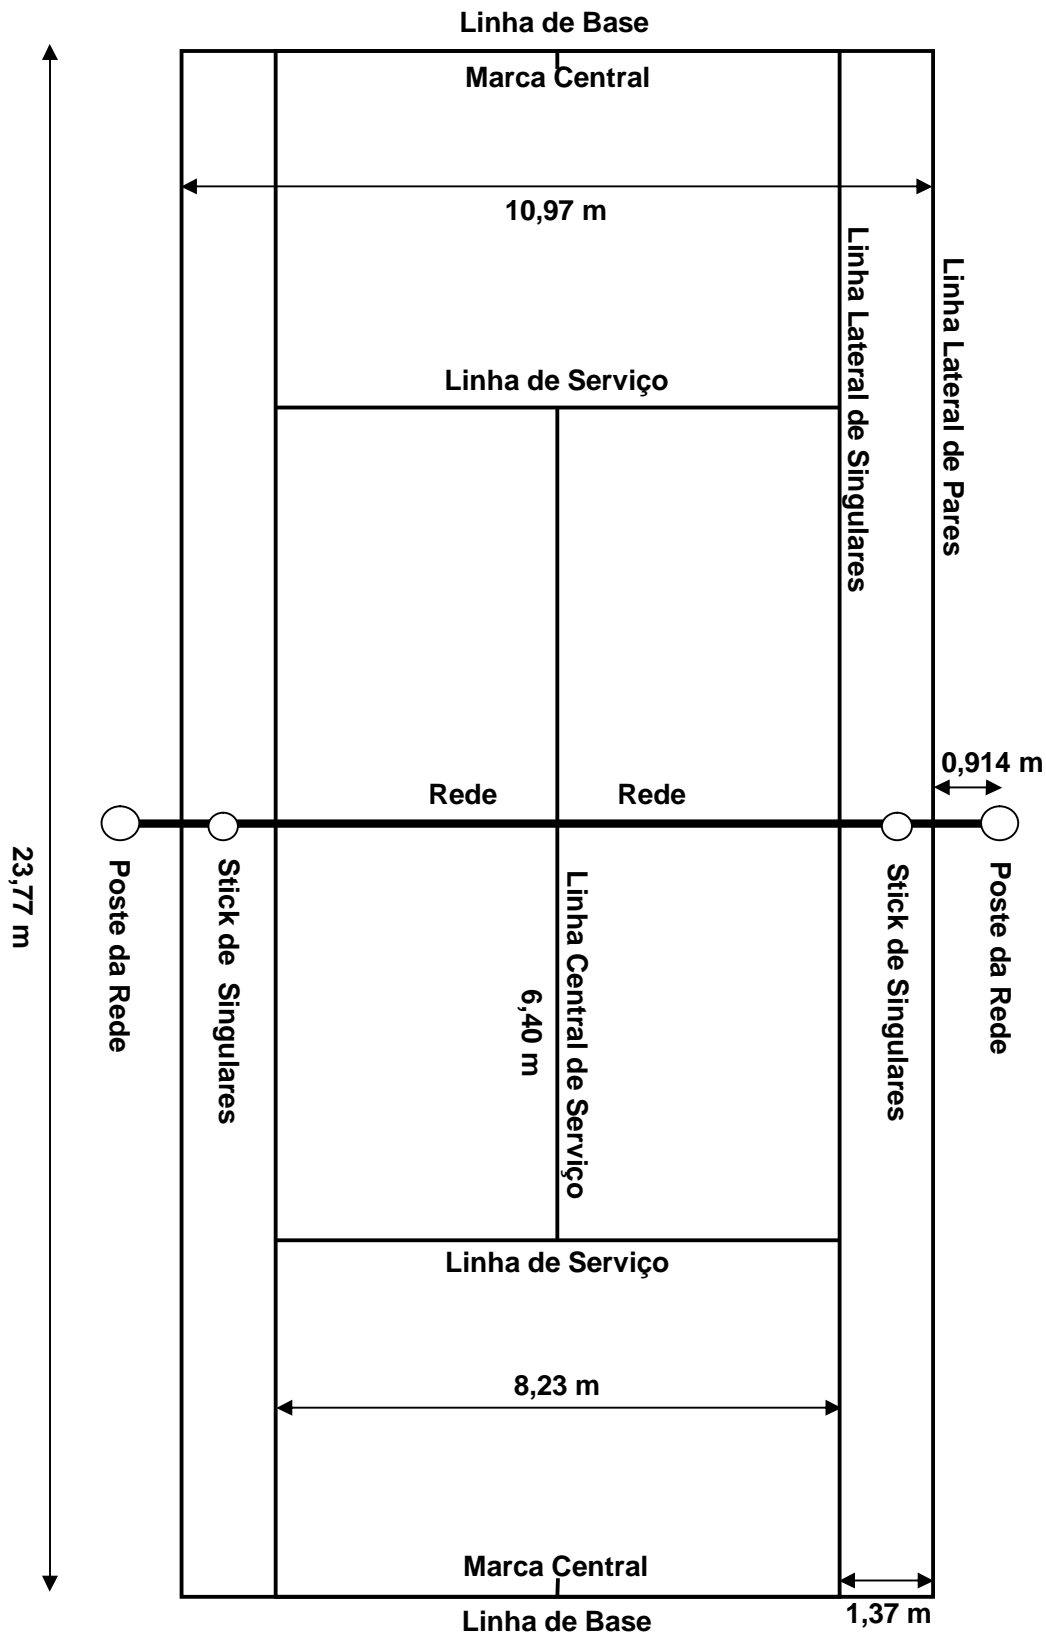 Linha de Base
Marca Central
10,97 m
Linha Lateral de Singulares
Linha Lateral de Pares
Linha de Serviço
0,914 m
Rede
Rede
23,77 m
Poste da Rede
Stick de Singulares
Linha Central de Serviço
6,40 m
Stick de Singulares
Poste da Rede
Linha de Serviço
8,23 m
Marca Central
1,37 m
Linha de Base